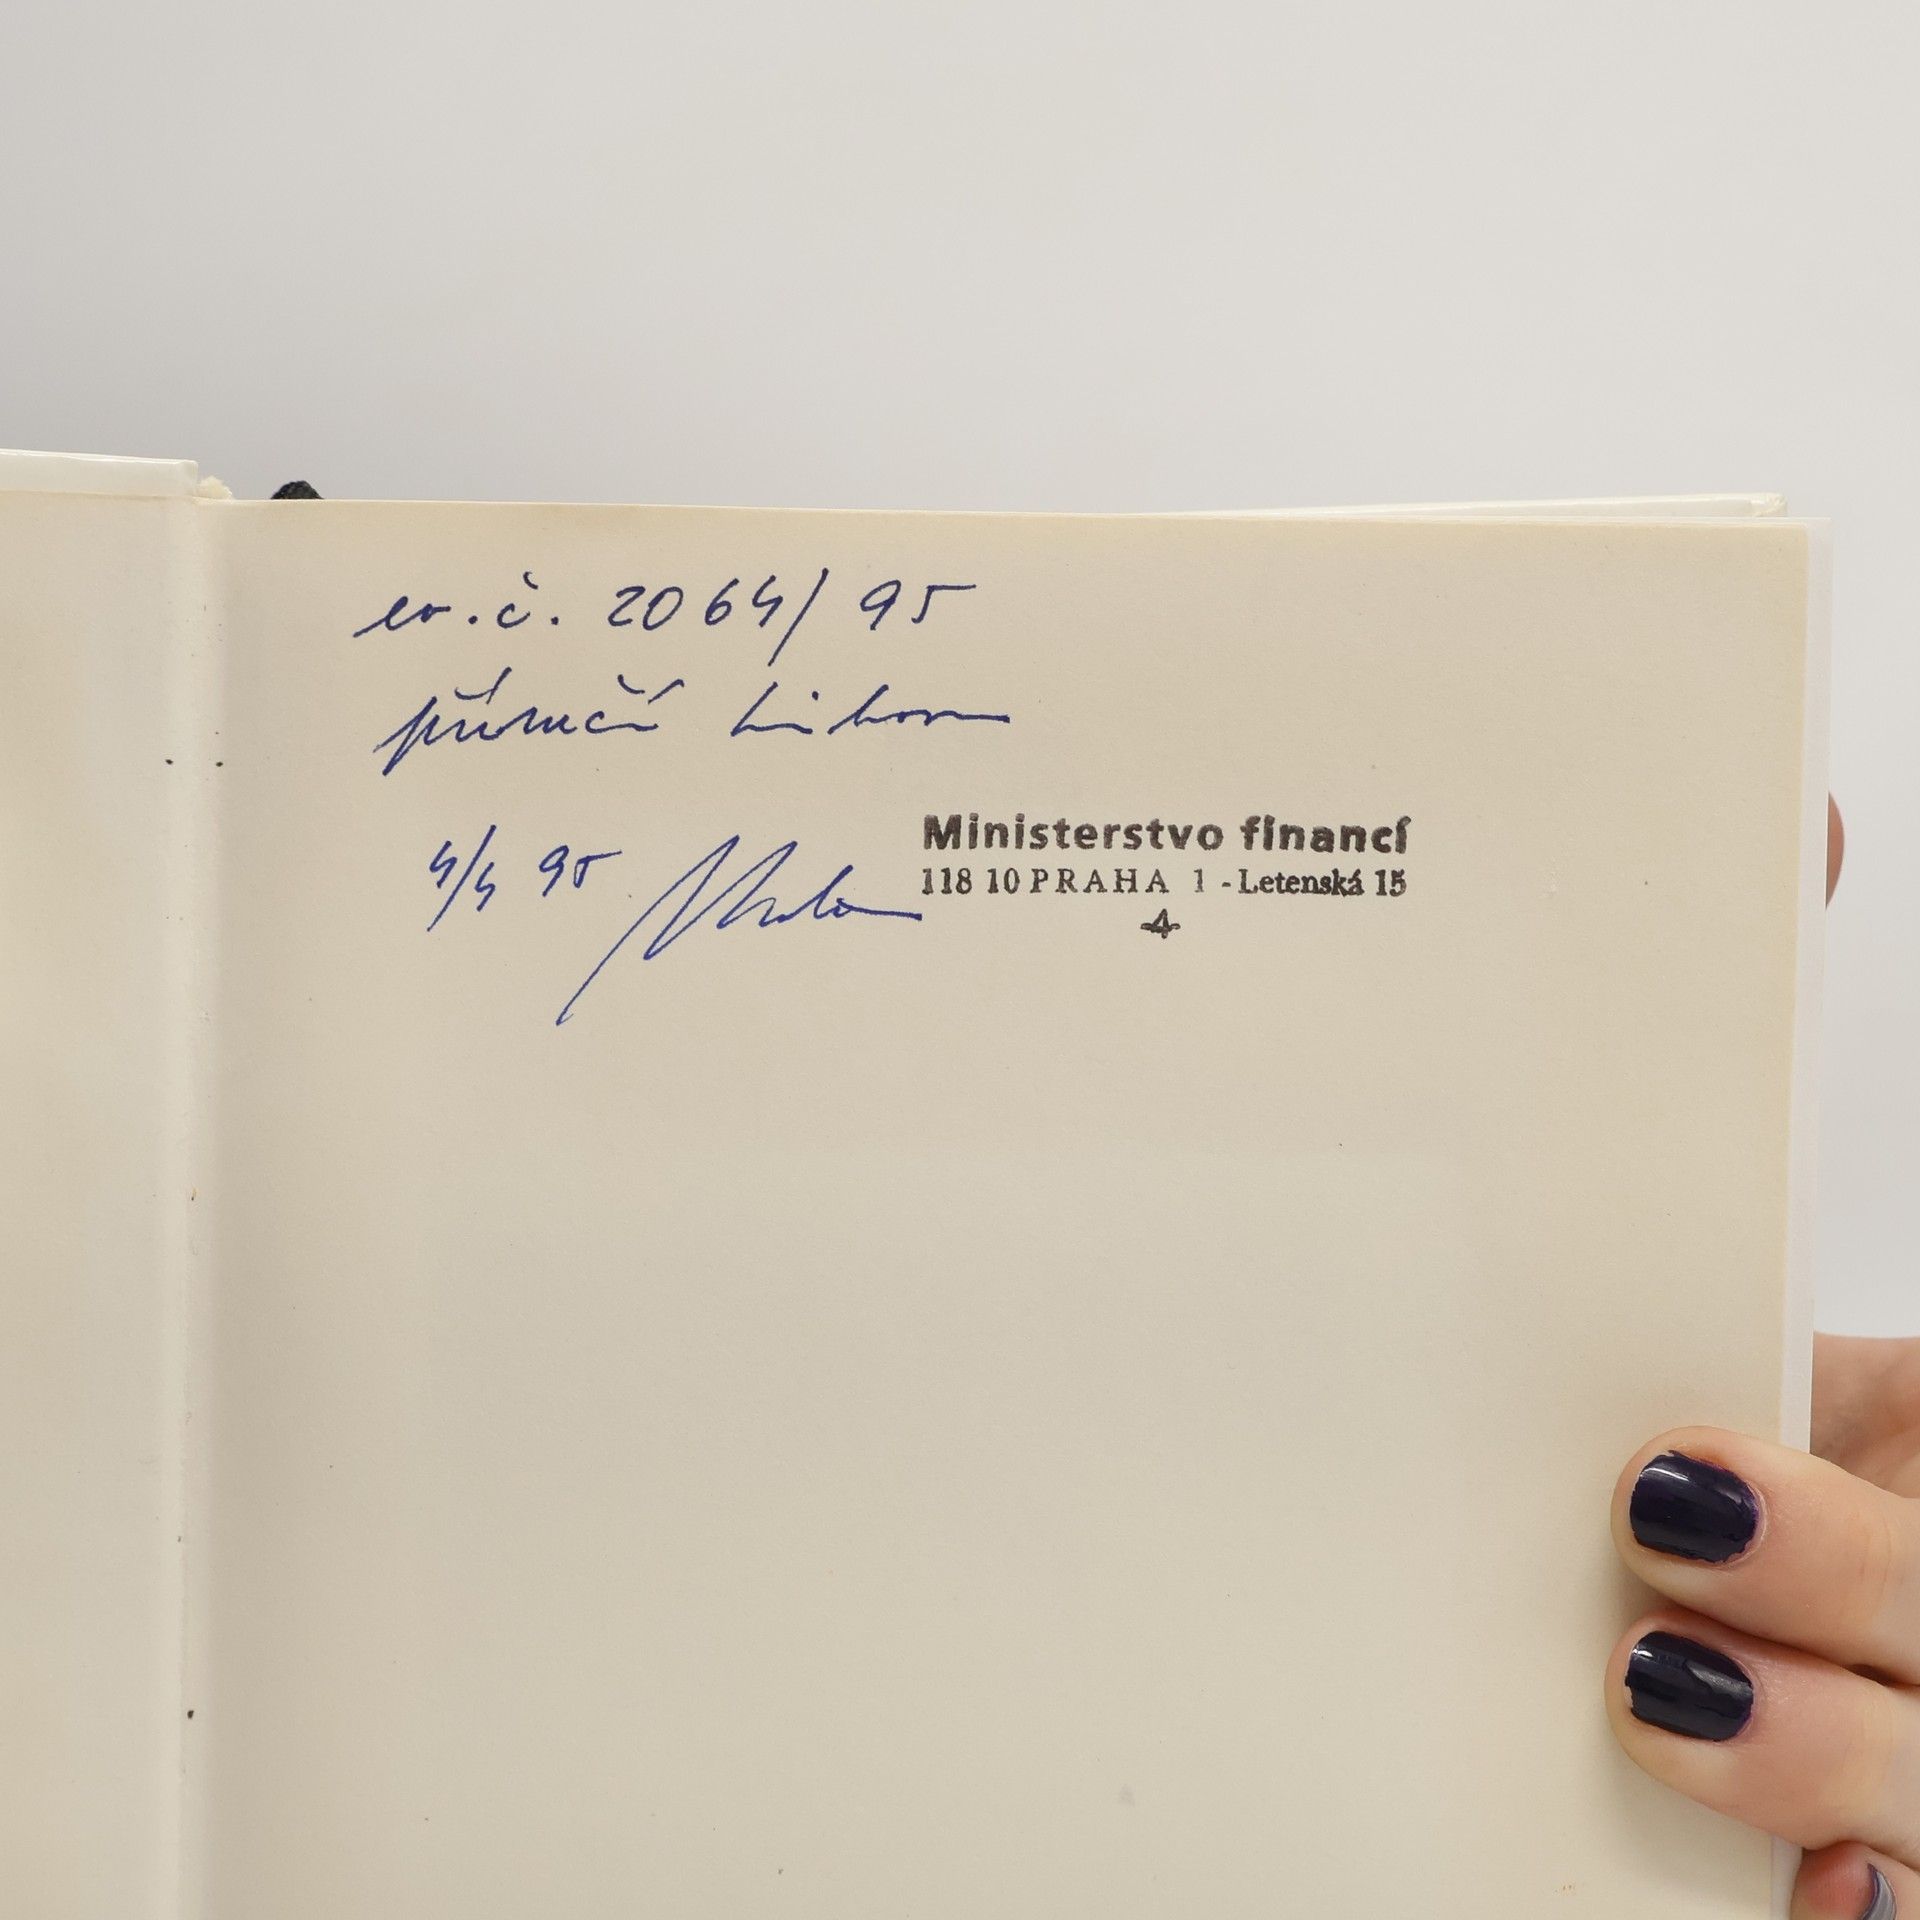 ev.č. 2064/95
příruční knihovna
4/4 95
Ministerstvo financí
118 10 PRAHA 1 - Letenská 15
4